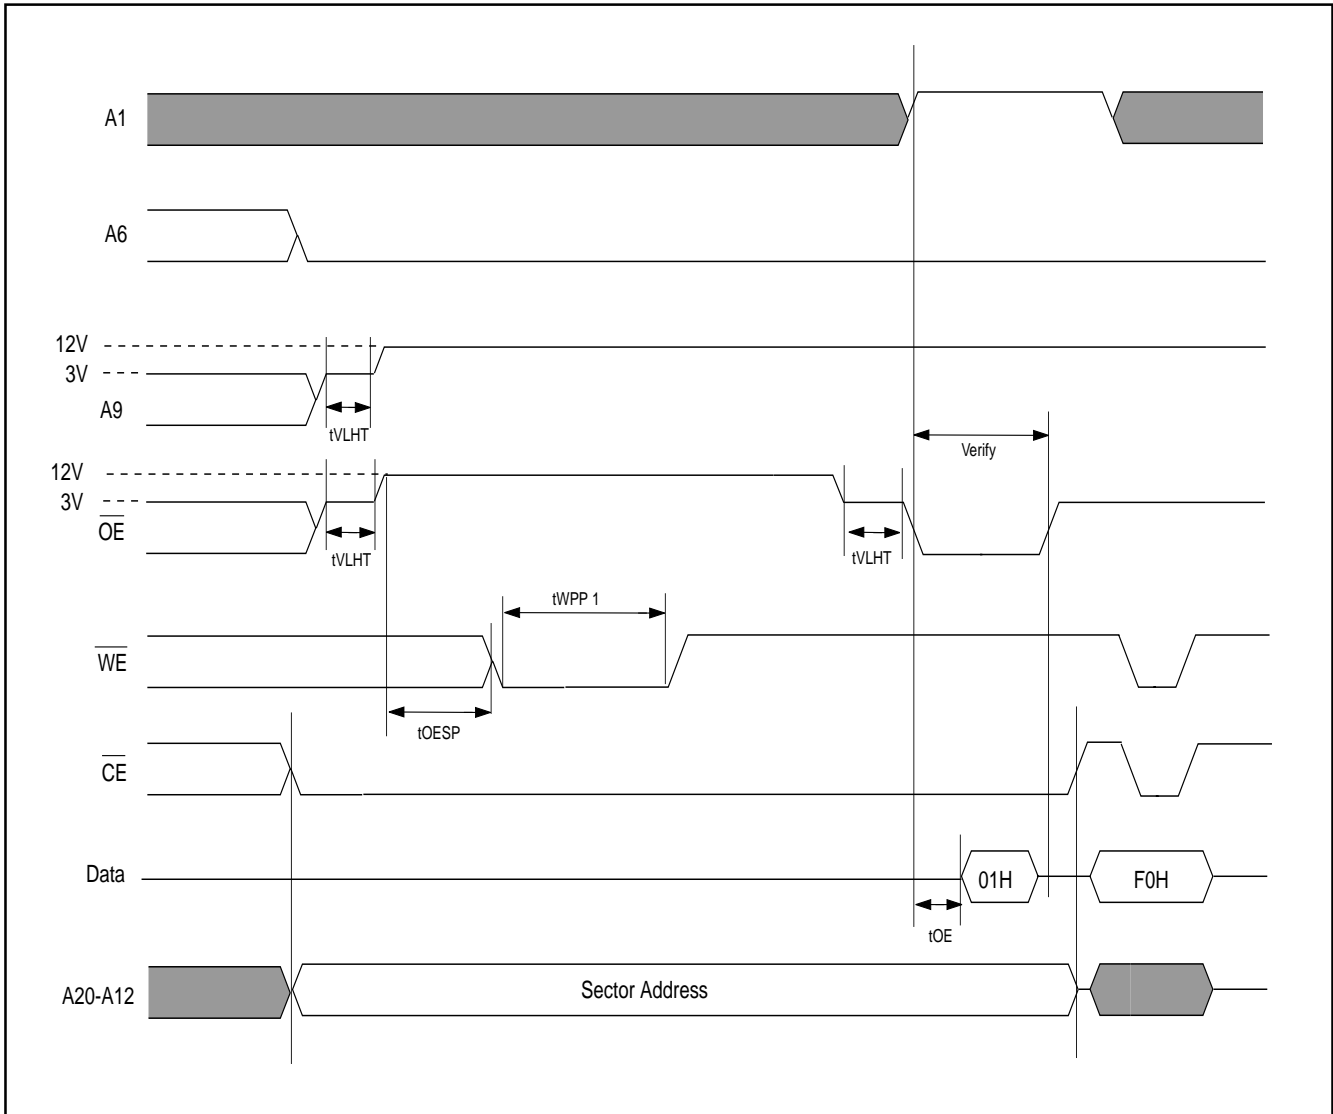 A1
A6
12V
3V
A9
tVLHT
Verify
12V
3V
OE
tVLHT
tVLHT
tWPP 1
WE
tOESP
CE
Data
01H
F0H
tOE
A20-A12
Sector Address